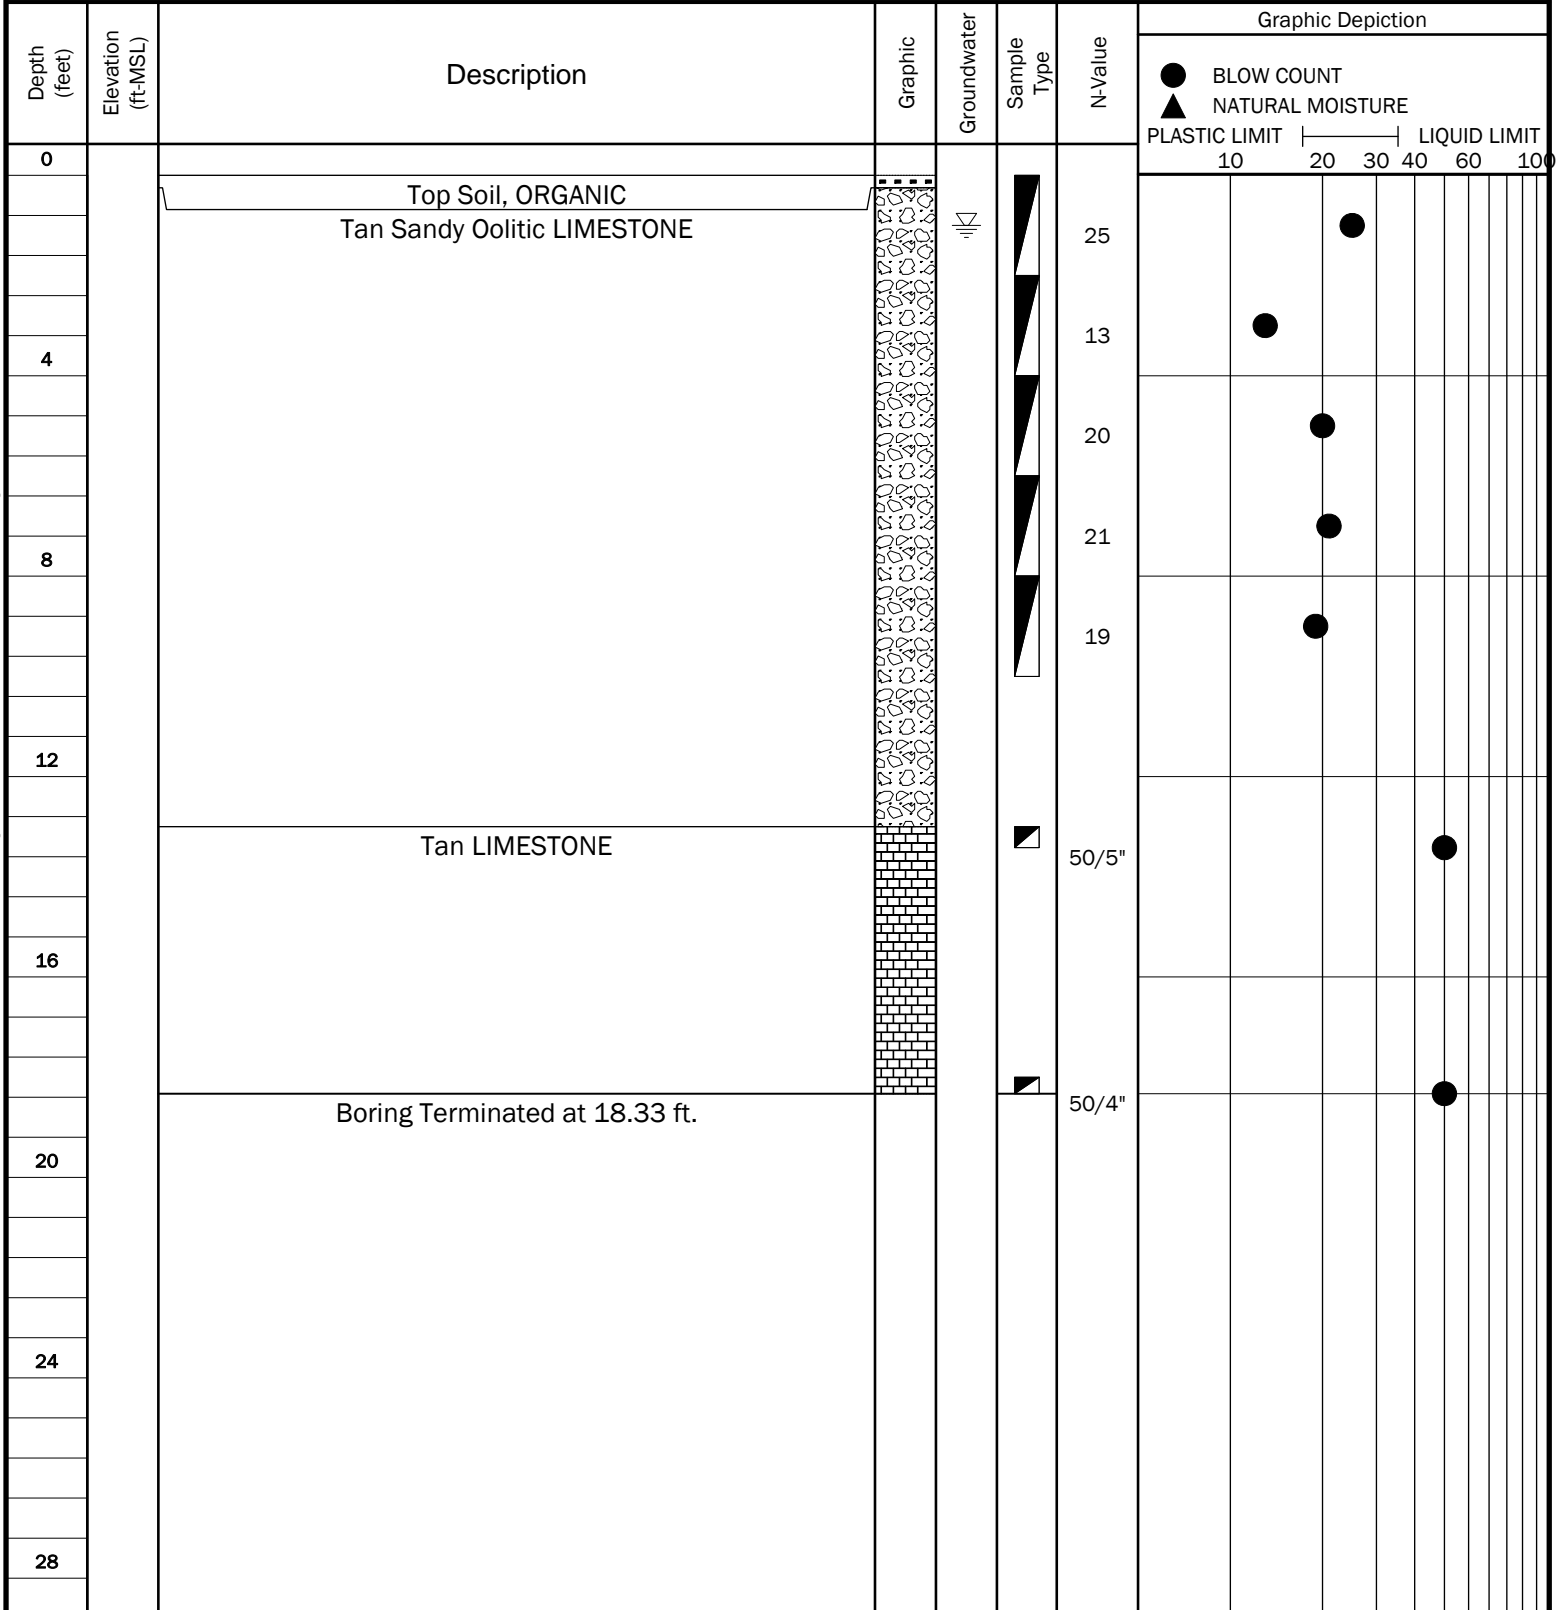 Depth
(feet)
Elevation
(ft-MSL)
Description
Graphic
Groundwater
Sample
Type
N-Value
Graphic Depiction
BLOW COUNT
NATURAL MOISTURE
PLASTIC LIMIT LIQUID LIMIT
10 20 30 40 60 100
0
Top Soil, ORGANIC
Tan Sandy Oolitic LIMESTONE
25
13
4
20
21
8
19
12
Tan LIMESTONE
50/5"
16
50/4"
Boring Terminated at 18.33 ft.
20
24
28